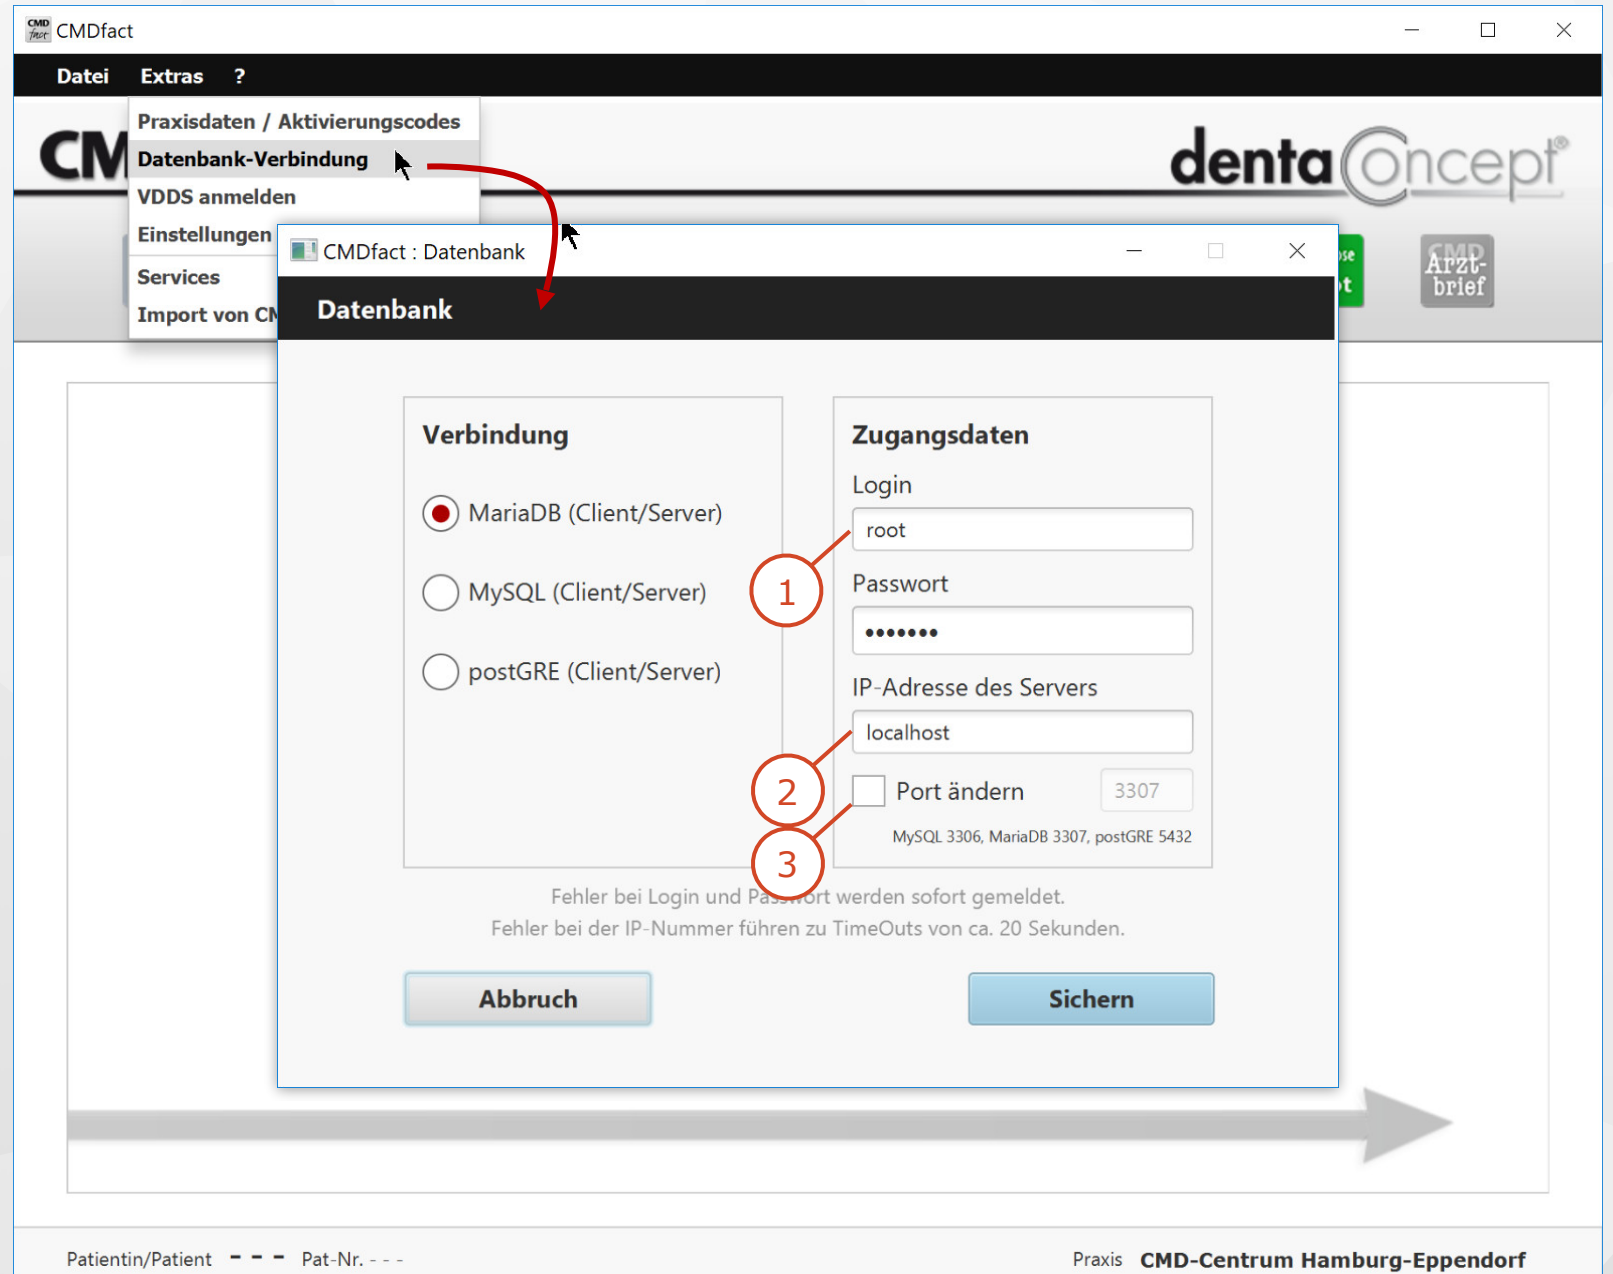 CMD
fact
CMDfact
Datei Extras ?
Praxisdaten / Aktivierungscodes
Datenbank-Verbindung
VDDS anmelden
Einstellungen
Services
Import von CM
CM
dentaConcept®
CMD
Arzt-
brief
CMDfact : Datenbank
Datenbank
Verbindung
MariaDB (Client/Server)
MySQL (Client/Server)
postGRE (Client/Server)
Zugangsdaten
Login
root
1
Passwort
•••••••
IP-Adresse des Servers
localhost
2
Port ändern 3307
MySQL 3306, MariaDB 3307, postGRE 5432
3
Fehler bei Login und Passwort werden sofort gemeldet.
Fehler bei der IP-Nummer führen zu TimeOuts von ca. 20 Sekunden.
Abbruch Sichern
Patientin/Patient - - - Pat-Nr. - - -
Praxis CMD-Centrum Hamburg-Eppendorf